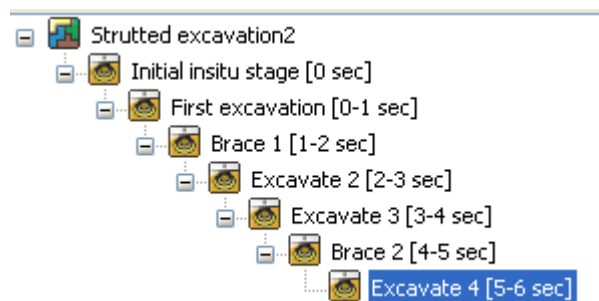 Strutted excavation2
Initial insitu stage [0 sec]
First excavation [0-1 sec]
Brace 1 [1-2 sec]
Excavate 2 [2-3 sec]
Excavate 3 [3-4 sec]
Brace 2 [4-5 sec]
Excavate 4 [5-6 sec]